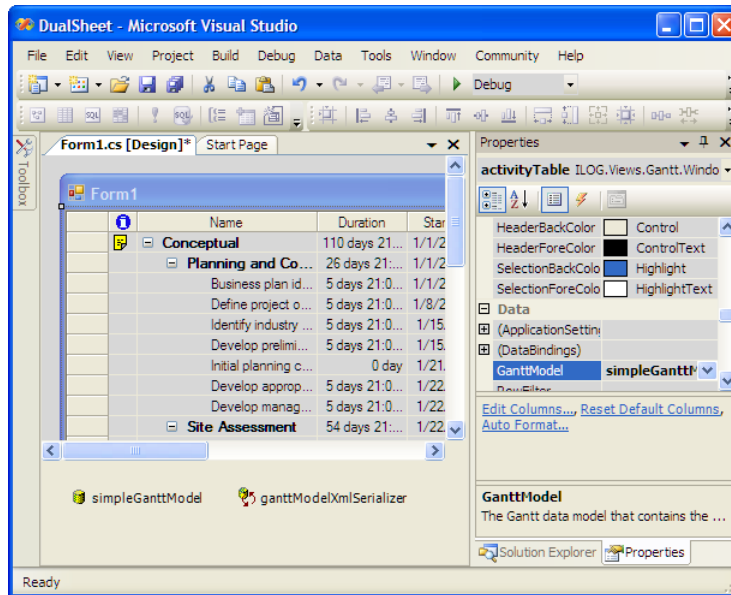 DualSheet - Microsoft Visual Studio
File Edit View Project Build Debug Data Tools Window Community Help
Debug
Toolbox
Form1.cs [Design]* Start Page
Form1
Name Duration Star
Conceptual 110 days 21... 1/1/2
Planning and Co... 26 days 21:... 1/1/2
Business plan id... 5 days 21:0... 1/1/2
Define project o... 5 days 21:0... 1/8/2
Identify industry ... 5 days 21:0... 1/15.
Develop prelimi... 5 days 21:0... 1/15.
Initial planning c... 0 day 1/21.
Develop approp... 5 days 21:0... 1/22.
Develop manag... 5 days 21:0... 1/22.
Site Assessment 54 days 21:... 1/22.
simpleGanttModel ganttModelXmlSerializer
Properties
activityTable ILOG.Views.Gantt.Windo
HeaderBackColor Control
HeaderForeColor ControlText
SelectionBackColo Highlight
SelectionForeColo HighlightText
Data
(ApplicationSetting
(DataBindings)
GanttModel simpleGanttM
RowFilter
Edit Columns..., Reset Default Columns,
Auto Format...
GanttModel
The Gantt data model that contains the ...
Solution Explorer Properties
Ready